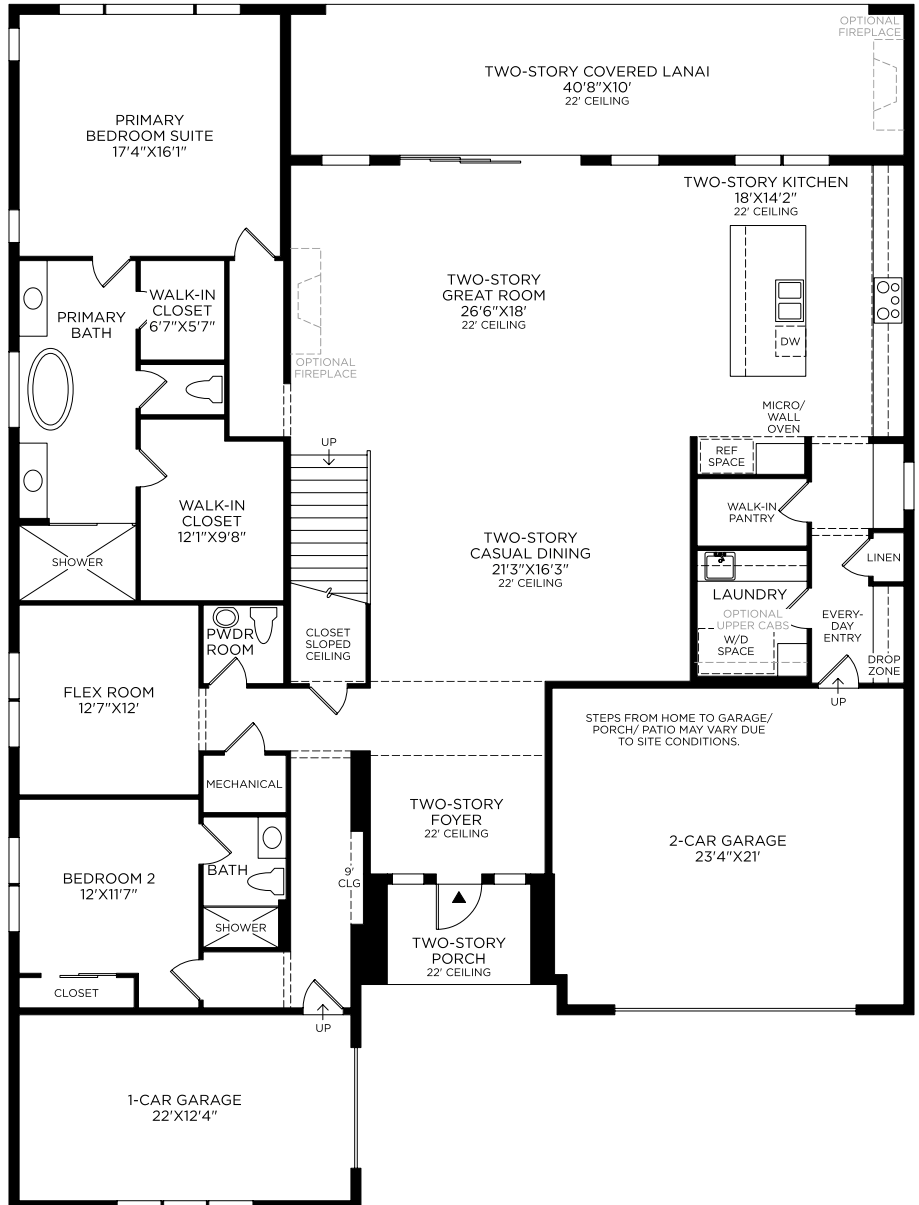 OPTIONAL
FIREPLACE
TWO-STORY COVERED LANAI
40'8"X10'
22' CEILING
PRIMARY
BEDROOM SUITE
17'4"X16'1"
TWO-STORY KITCHEN
18'X14'2"
22' CEILING
TWO-STORY
GREAT ROOM
26'6"X18'
22' CEILING
WALK-IN
CLOSET
6'7"X5'7"
PRIMARY
BATH
OPTIONAL
FIREPLACE
DW
MICRO/
WALL
OVEN
UP
REF
SPACE
WALK-IN
PANTRY
WALK-IN
CLOSET
12'1"X9'8"
TWO-STORY
CASUAL DINING
21'3"X16'3"
22' CEILING
SHOWER
LINEN
LAUNDRY
OPTIONAL
UPPER CABS
W/D
SPACE
EVERY-
DAY
ENTRY
DROP
ZONE
PWDR
ROOM
CLOSET
SLOPED
CEILING
FLEX ROOM
12'7"X12'
UP
STEPS FROM HOME TO GARAGE/
PORCH/ PATIO MAY VARY DUE
TO SITE CONDITIONS.
MECHANICAL
TWO-STORY
FOYER
22' CEILING
2-CAR GARAGE
23'4"X21'
BEDROOM 2
12'X11'7"
BATH
9'
CLG
SHOWER
TWO-STORY
PORCH
22' CEILING
CLOSET
UP
1-CAR GARAGE
22'X12'4"